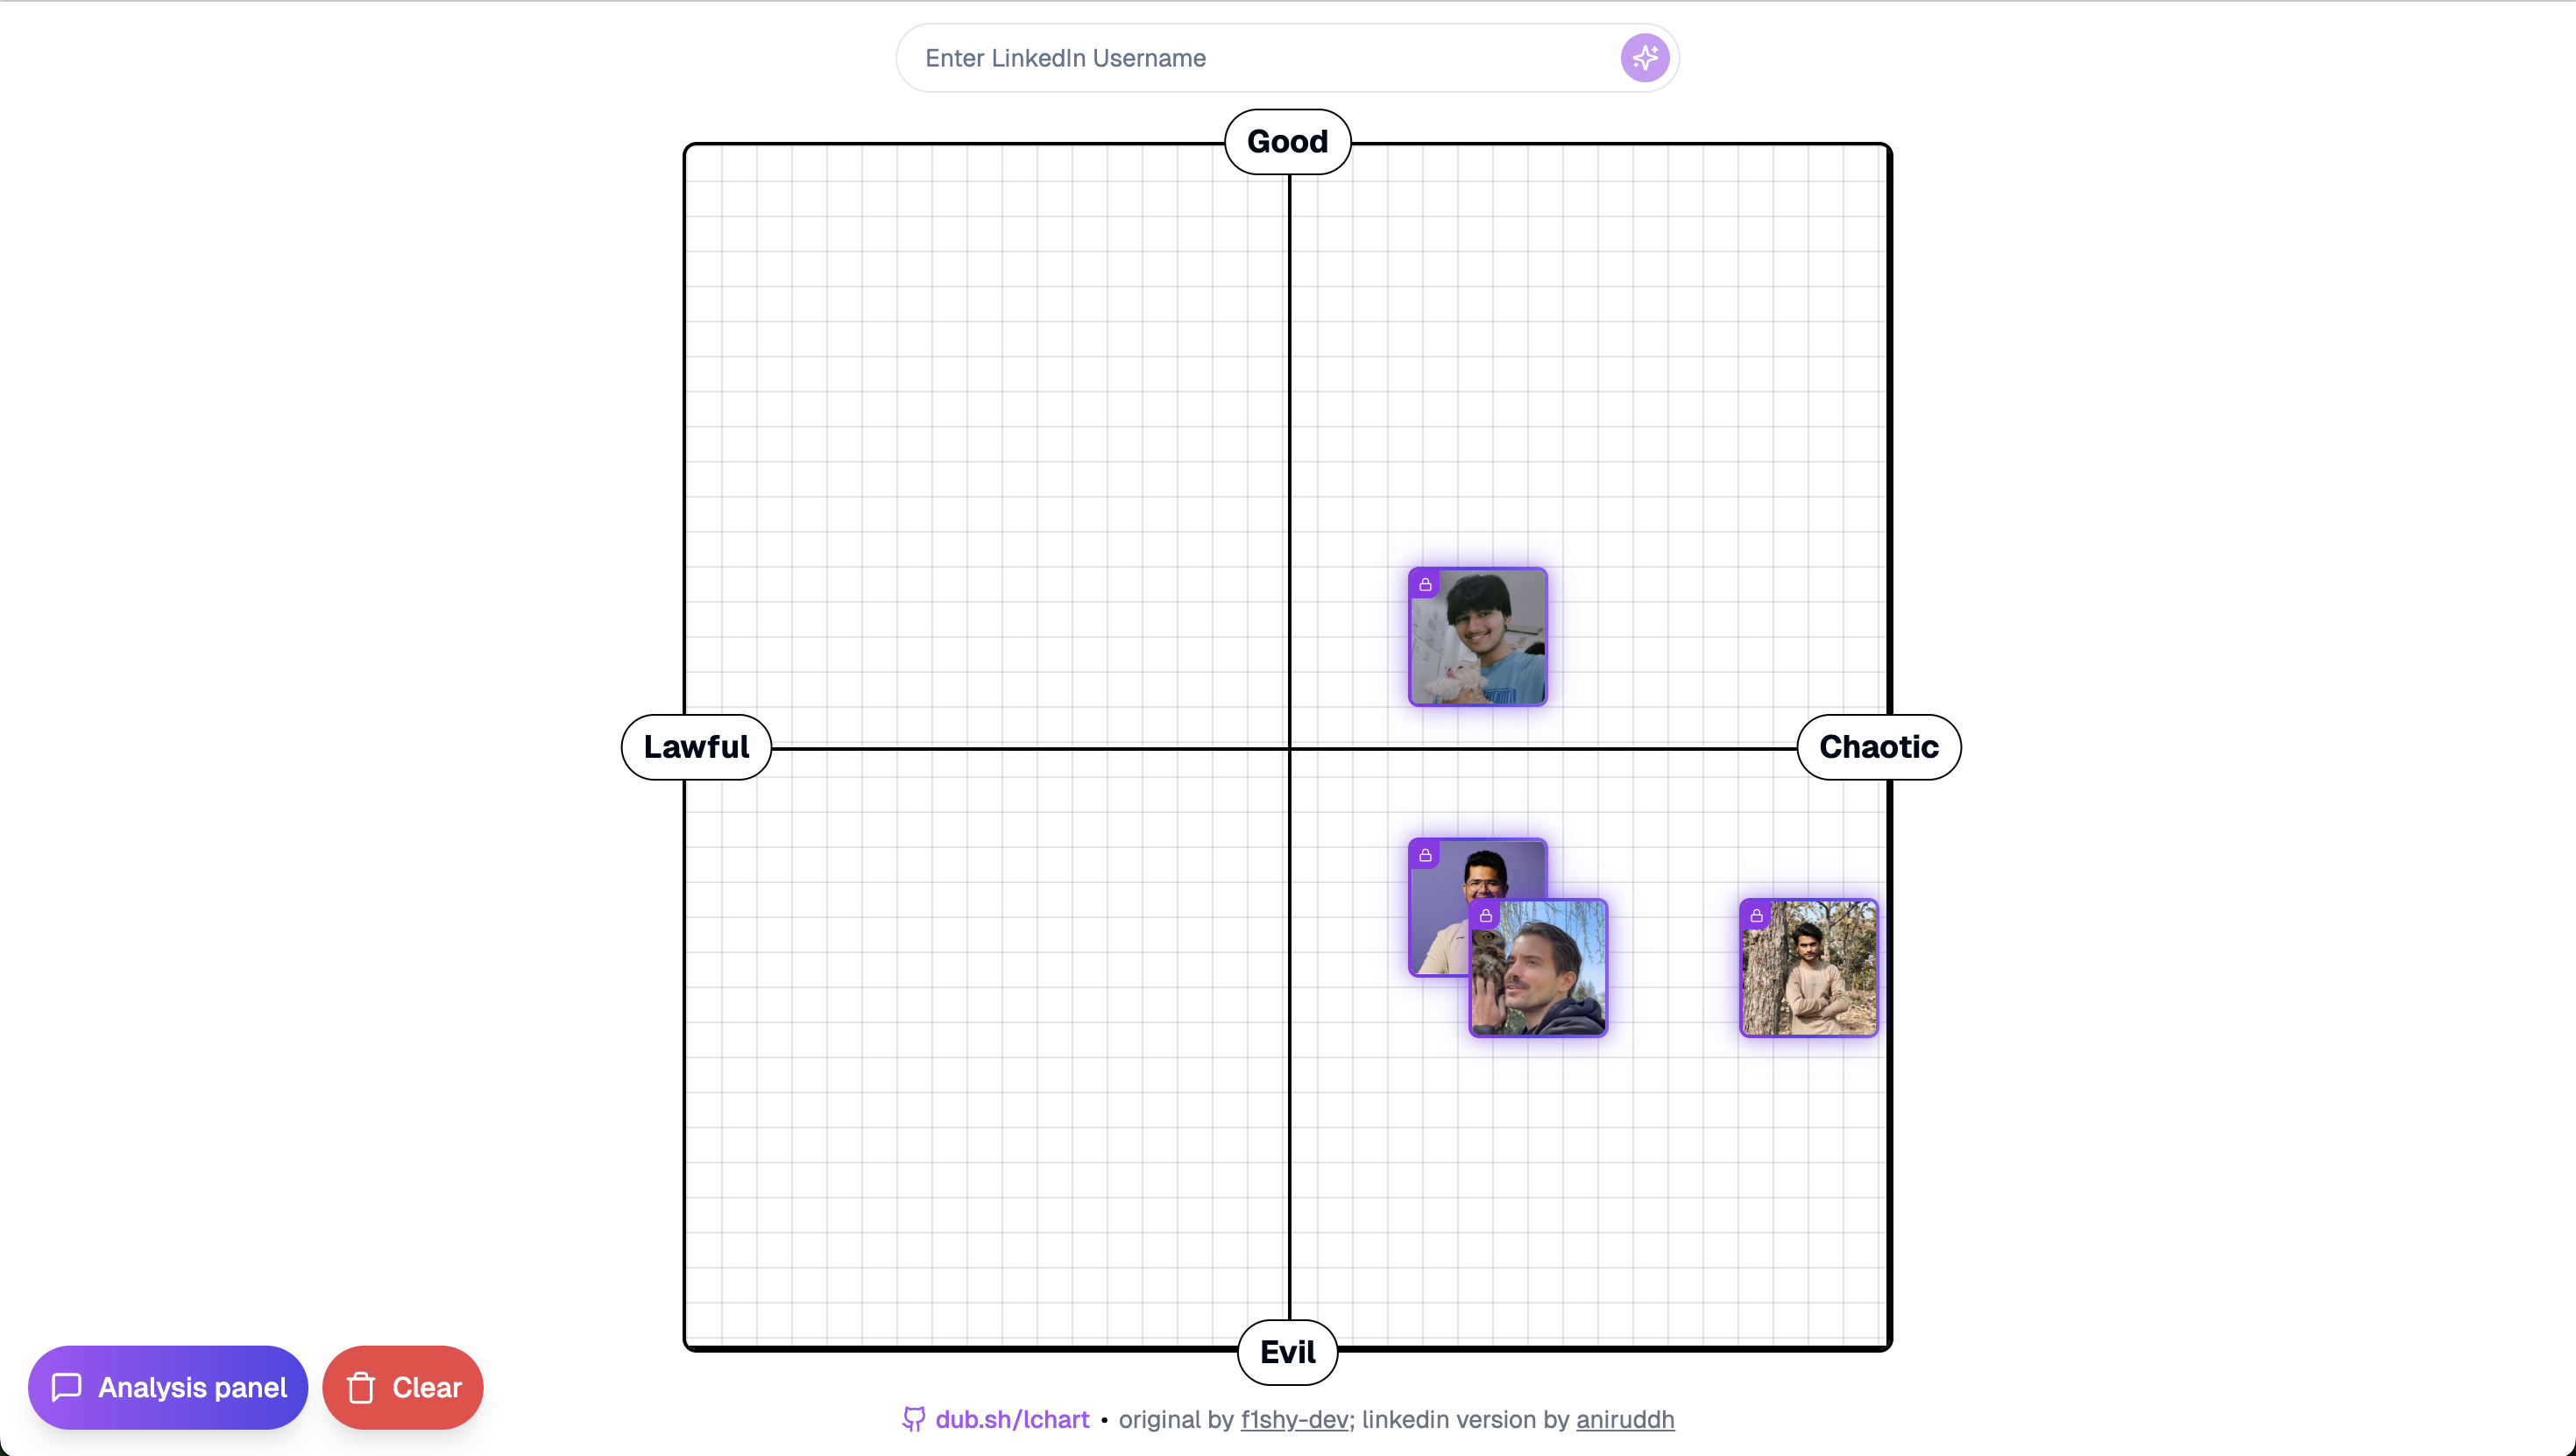 Enter LinkedIn Username
Good
Lawful
Chaotic
Evil
Analysis panel
Clear
dub.sh/lchart • original by f1shy-dev; linkedin version by aniruddh